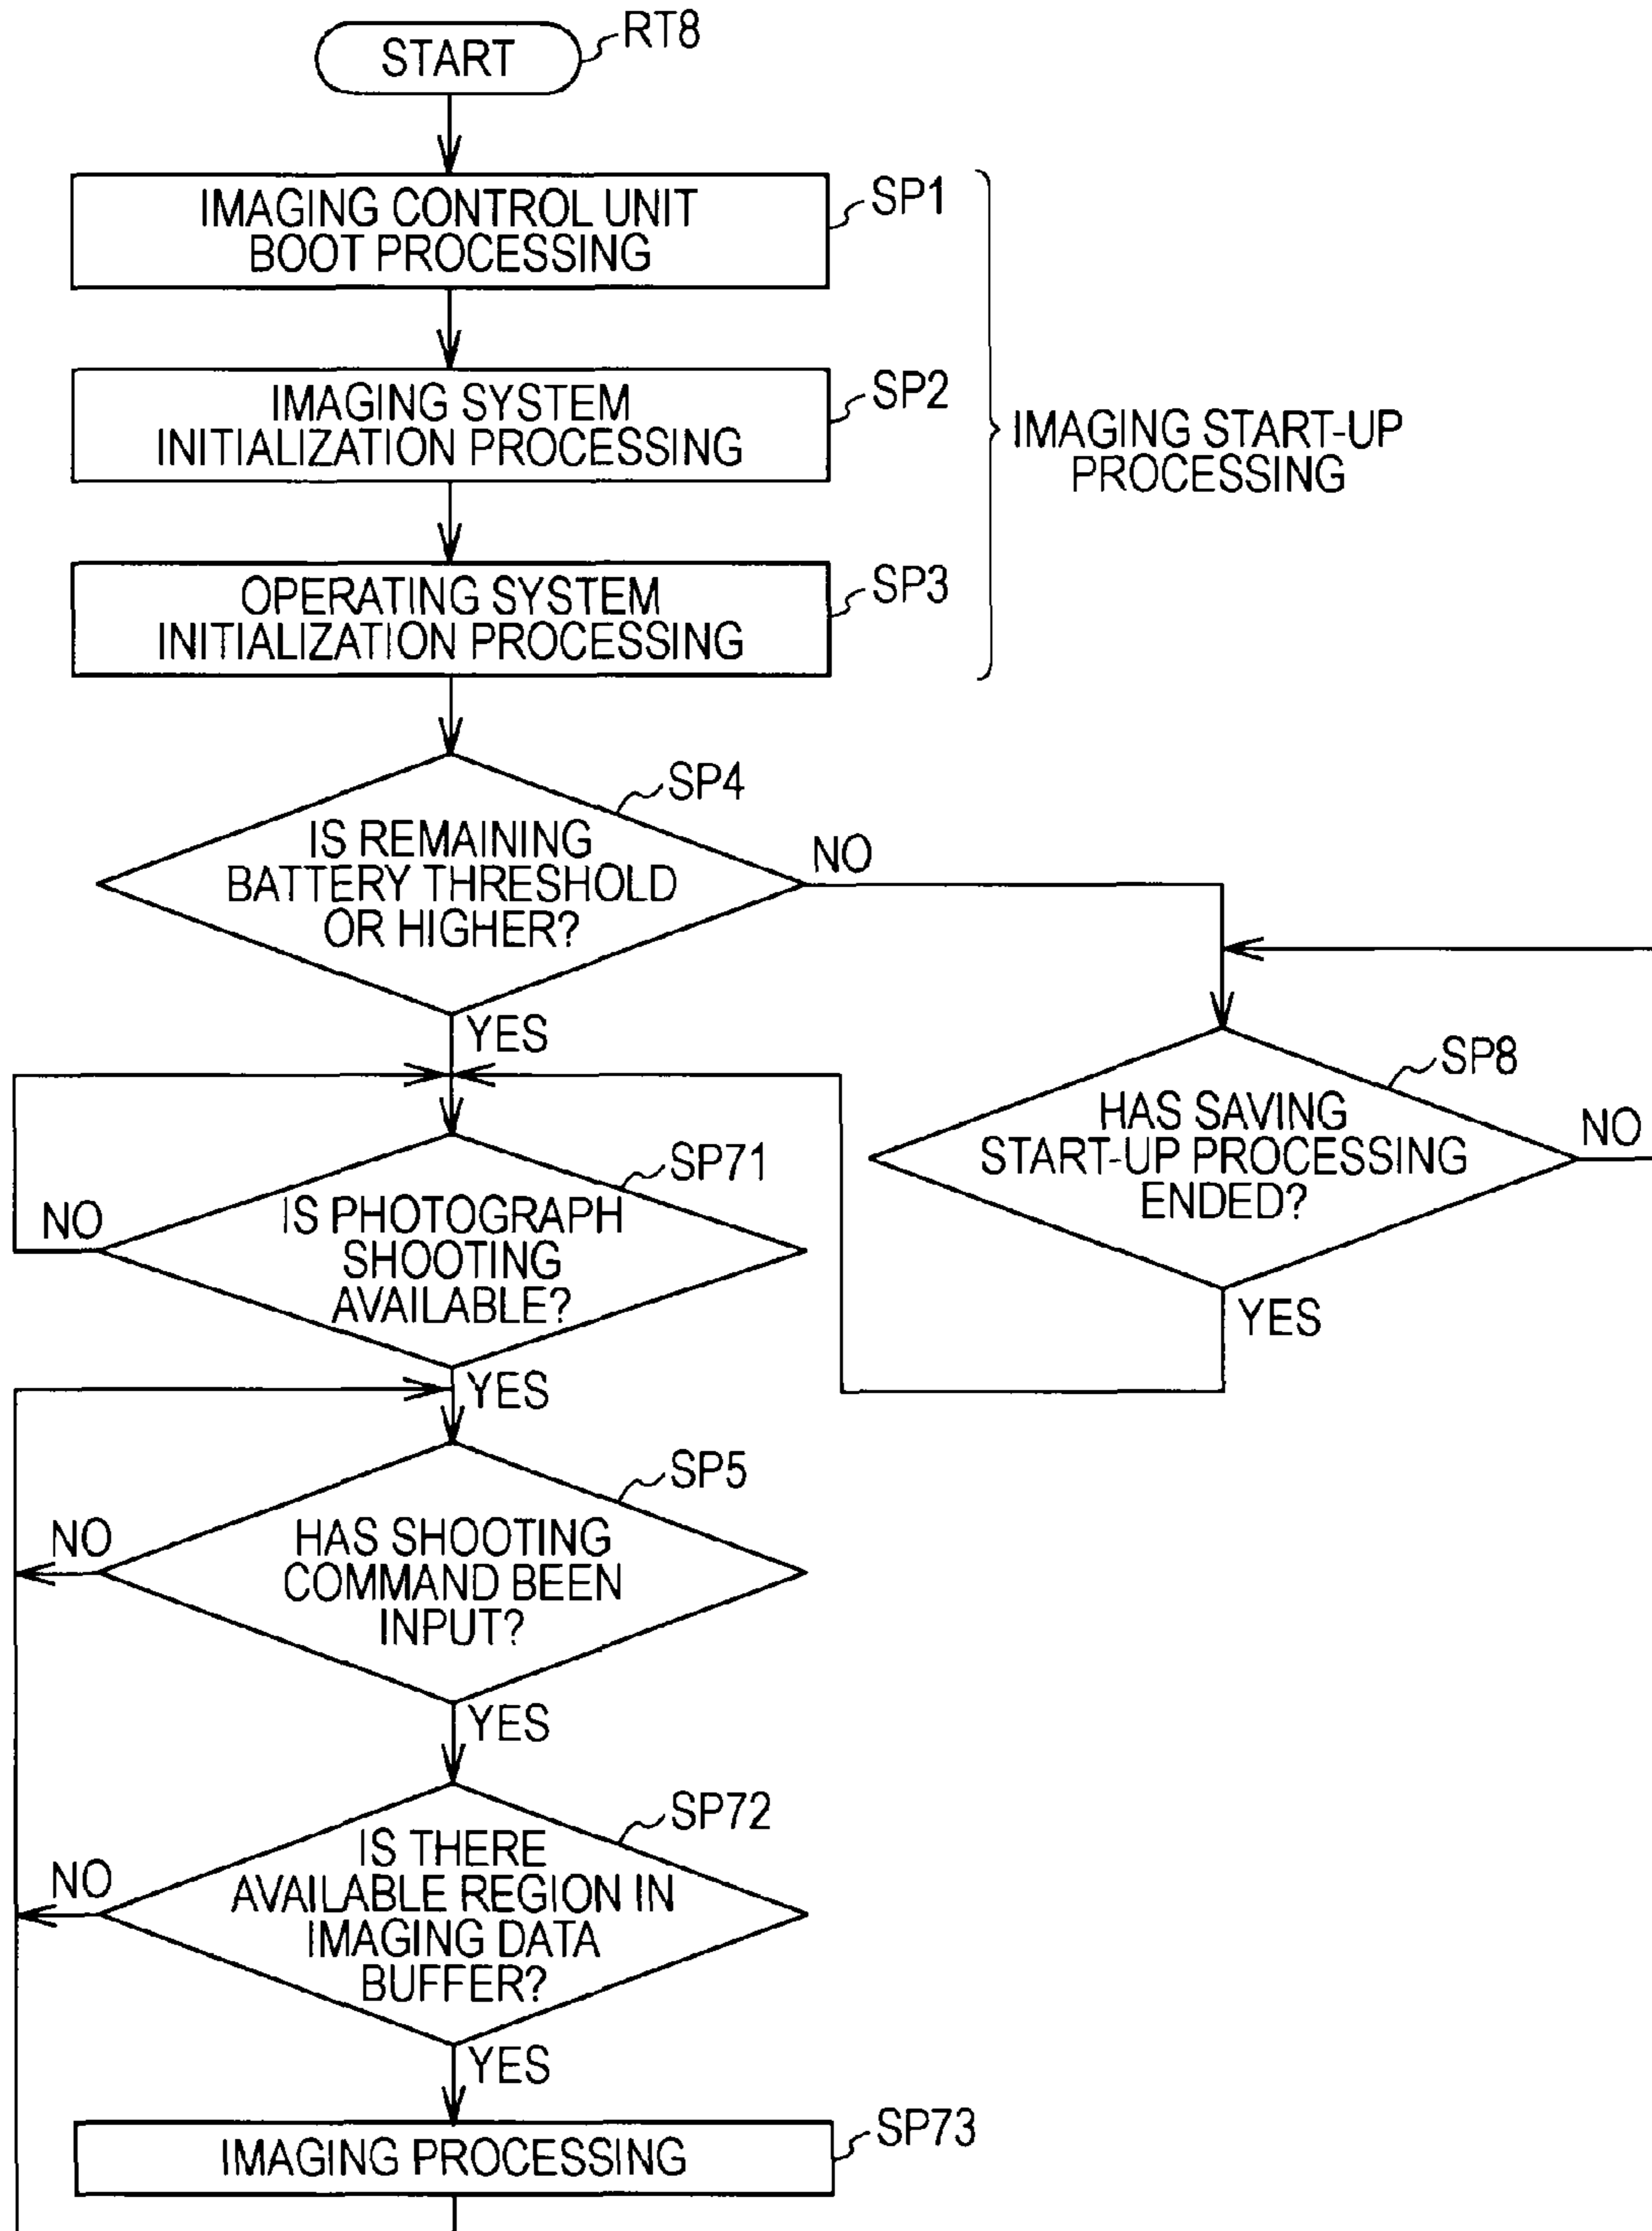 START
RT8
IMAGING CONTROL UNIT
BOOT PROCESSING
SP1
IMAGING SYSTEM
INITIALIZATION PROCESSING
SP2
IMAGING START-UP
PROCESSING
OPERATING SYSTEM
INITIALIZATION PROCESSING
SP3
SP4
IS REMAINING
BATTERY THRESHOLD
OR HIGHER?
NO
YES
SP8
HAS SAVING
START-UP PROCESSING
ENDED?
NO
YES
SP71
IS PHOTOGRAPH
SHOOTING
AVAILABLE?
NO
YES
SP5
HAS SHOOTING
COMMAND BEEN
INPUT?
NO
YES
SP72
IS THERE
AVAILABLE REGION IN
IMAGING DATA
BUFFER?
NO
YES
SP73
IMAGING PROCESSING